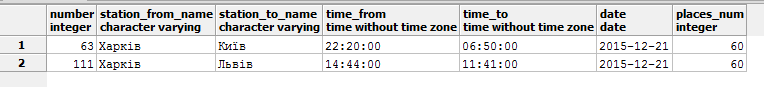 number station_from_name station_to_name time_from time_to date places_num
integer character varying character varying time without time zone time without time zone date integer
1 63 Харків Київ 22:20:00 06:50:00 2015-12-21 60
2 111 Харків Львів 14:44:00 11:41:00 2015-12-21 60